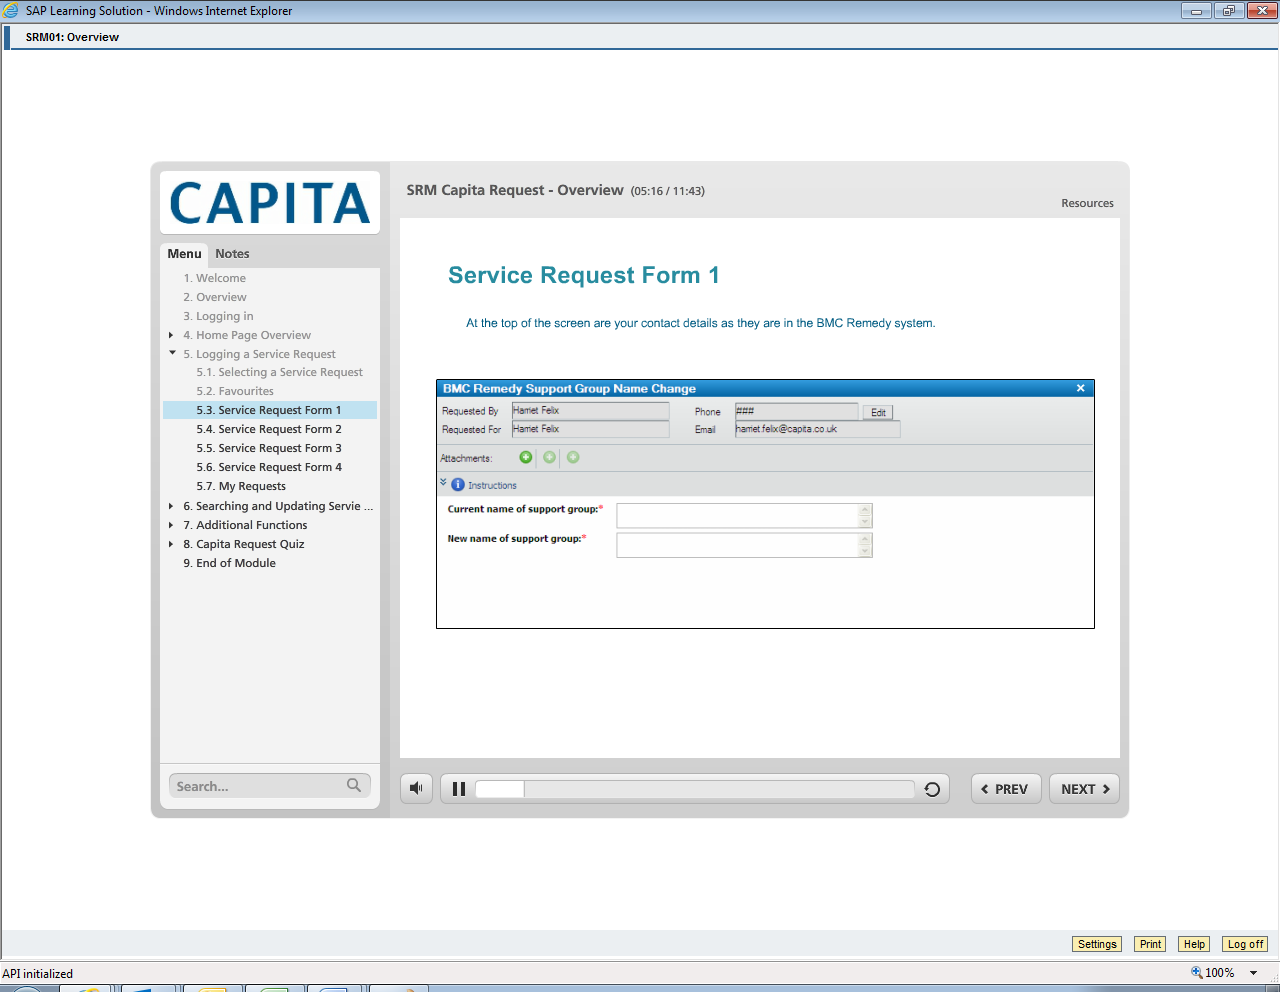 SAP Learning Solution - Windows Internet Explorer
SRM01: Overview
CAPITA
SRM Capita Request - Overview (05:16 / 11:43)
Resources
Menu Notes
1. Welcome
2. Overview
3. Logging in
4. Home Page Overview
5. Logging a Service Request
5.1. Selecting a Service Request
5.2. Favourites
5.3. Service Request Form 1
5.4. Service Request Form 2
5.5. Service Request Form 3
5.6. Service Request Form 4
5.7. My Requests
6. Searching and Updating Servie ...
7. Additional Functions
8. Capita Request Quiz
9. End of Module
Search...
Service Request Form 1
At the top of the screen are your contact details as they are in the BMC Remedy system.
BMC Remedy Support Group Name Change
Requested By Harriet Felix Phone ### Edit
Requested For Harriet Felix Email harriet.felix@capita.co.uk
Attachments:
Instructions
Current name of support group:*
New name of support group:*
PREV NEXT
Settings Print Help Log off
API initialized
100%